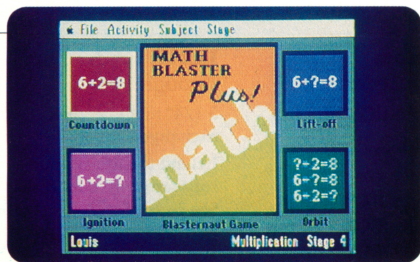 File Activity Subject Stage
MATH
BLASTER
Plus!
math
6+2=8
Countdown
6+?=8
Lift-off
6+2=?
Ignition
?+2=8
6+?=8
6+2=?
Orbit
Blasternaut Game
Louis
Multiplication Stage 4